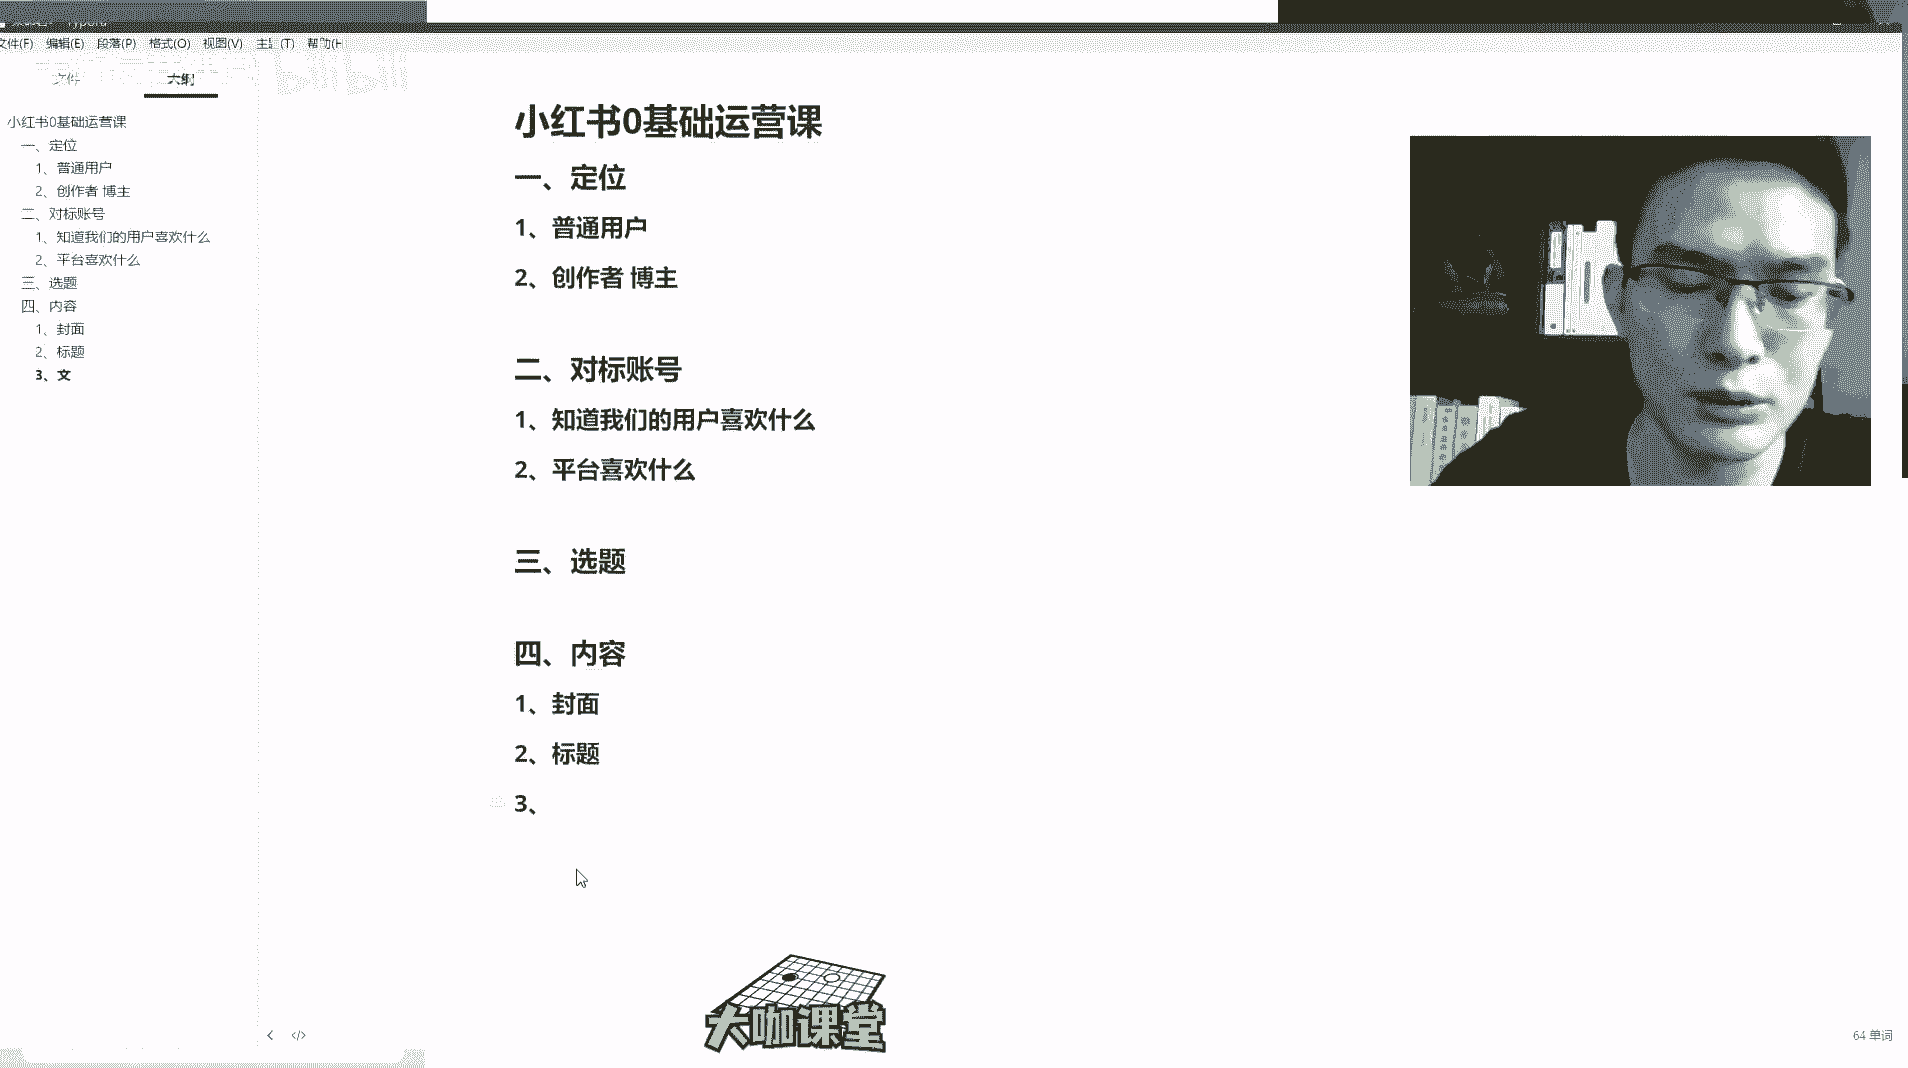 Typora
文件(F) 编辑(E) 段落(P) 格式(O) 视图(V) 主题(T) 帮助(H
文件 大纲
bilibili
小红书0基础运营课
一、定位
1、普通用户
2、创作者 博主
二、对标账号
1、知道我们的用户喜欢什么
2、平台喜欢什么
三、选题
四、内容
1、封面
2、标题
3、文
小红书0基础运营课
一、定位
1、普通用户
2、创作者 博主
二、对标账号
1、知道我们的用户喜欢什么
2、平台喜欢什么
三、选题
四、内容
1、封面
2、标题
3、
大咖课堂
</> 64 单词